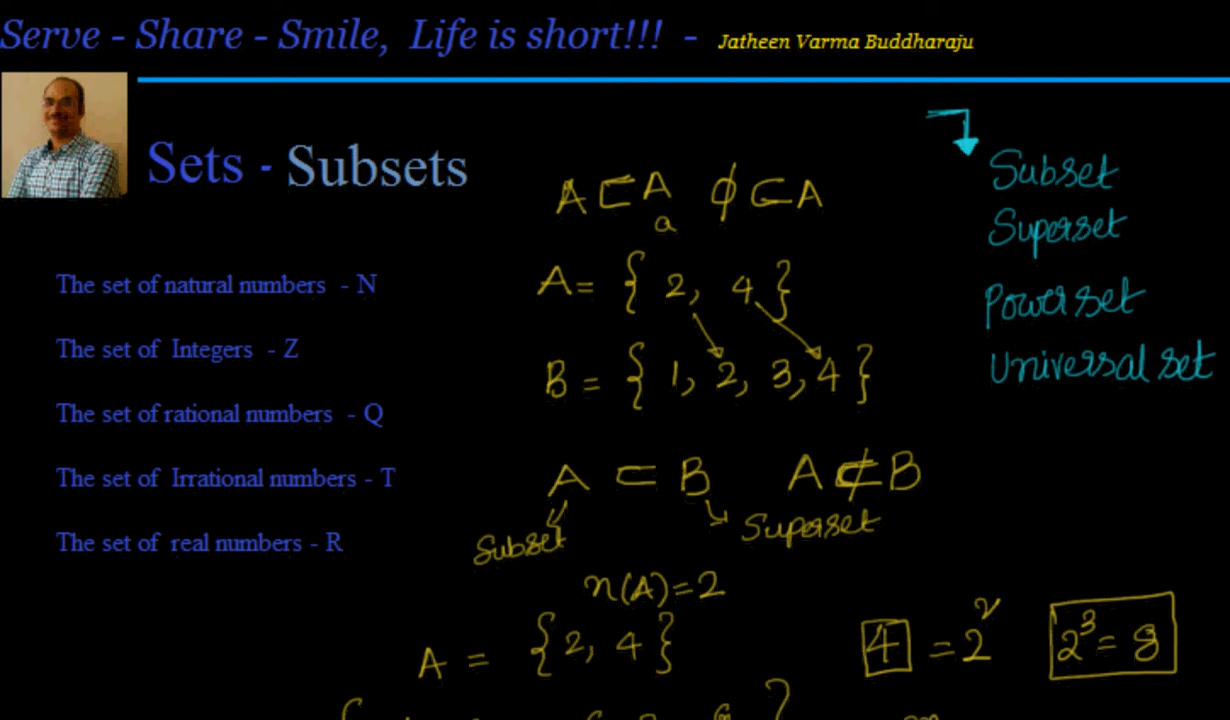 Serve - Share - Smile, Life is short!!! - Jatheen Varma Buddharaju
Sets - Subsets
A ⊂ A ϕ ⊂ A
a
A = { 2, 4 }
B = { 1, 2, 3, 4 }
A ⊂ B A ⊄ B
Subset
Superset
n(A) = 2
A = { 2, 4 }
4 = 2²
2³ = 8
Subset
Superset
Power set
Universal set
The set of natural numbers - N
The set of Integers - Z
The set of rational numbers - Q
The set of Irrational numbers - T
The set of real numbers - R